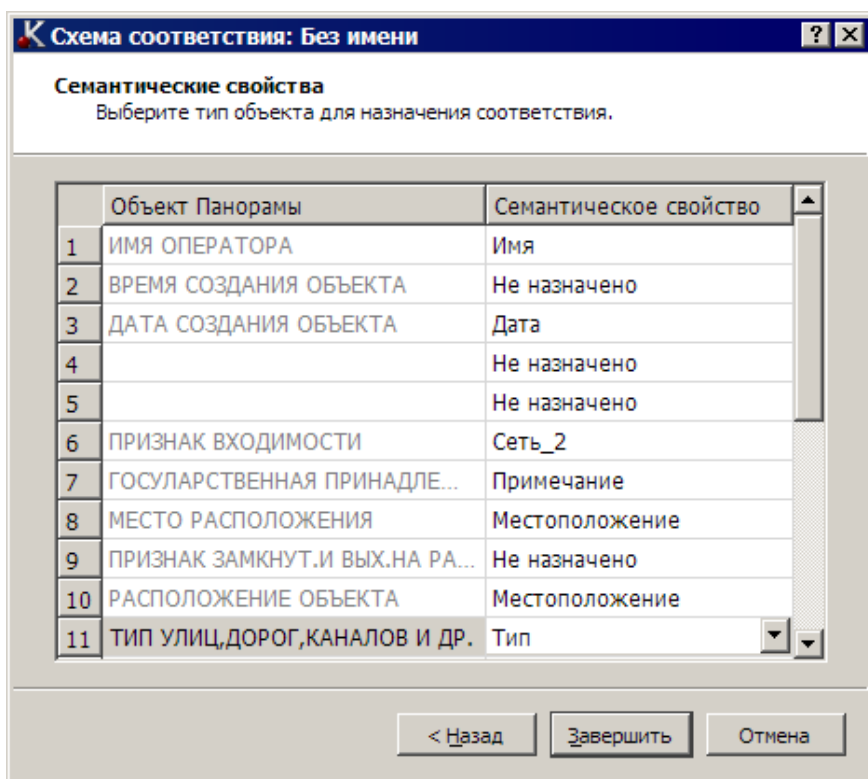 Схема соответствия: Без имени
Семантические свойства
Выберите тип объекта для назначения соответствия.
Объект Панорамы Семантическое свойство
1 ИМЯ ОПЕРАТОРА Имя
2 ВРЕМЯ СОЗДАНИЯ ОБЪЕКТА Не назначено
3 ДАТА СОЗДАНИЯ ОБЪЕКТА Дата
4 Не назначено
5 Не назначено
6 ПРИЗНАК ВХОДИМОСТИ Сеть_2
7 ГОСУЛАРСТВЕННАЯ ПРИНАДЛЕ... Примечание
8 МЕСТО РАСПОЛОЖЕНИЯ Местоположение
9 ПРИЗНАК ЗАМКНУТ.И ВЫХ.НА РА... Не назначено
10 РАСПОЛОЖЕНИЕ ОБЪЕКТА Местоположение
11 ТИП УЛИЦ,ДОРОГ,КАНАЛОВ И ДР. Тип
< Назад Завершить Отмена